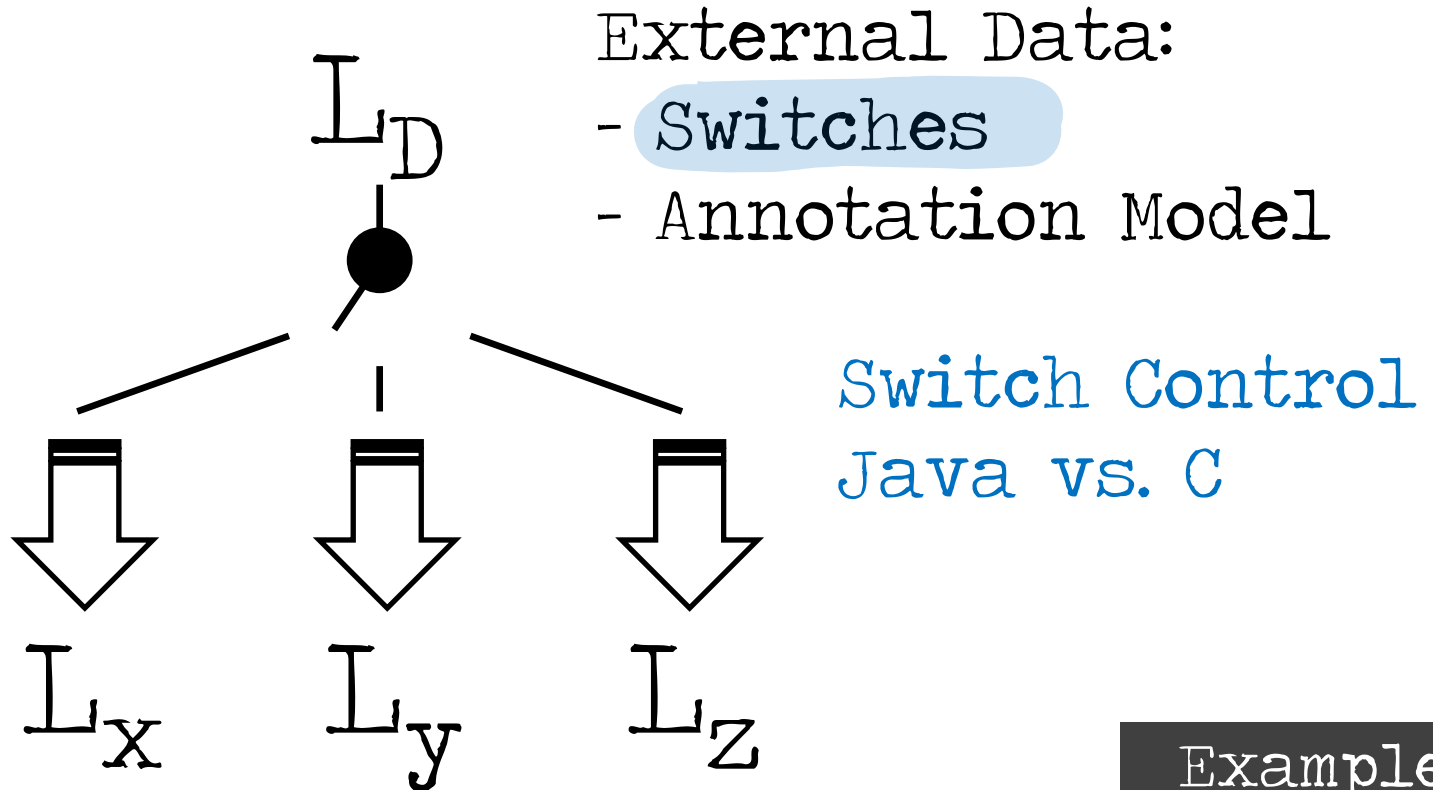 External Data:
- Switches
- Annotation Model
L_D
Switch Control
Java vs. C
L_x
L_y
L_z
Example